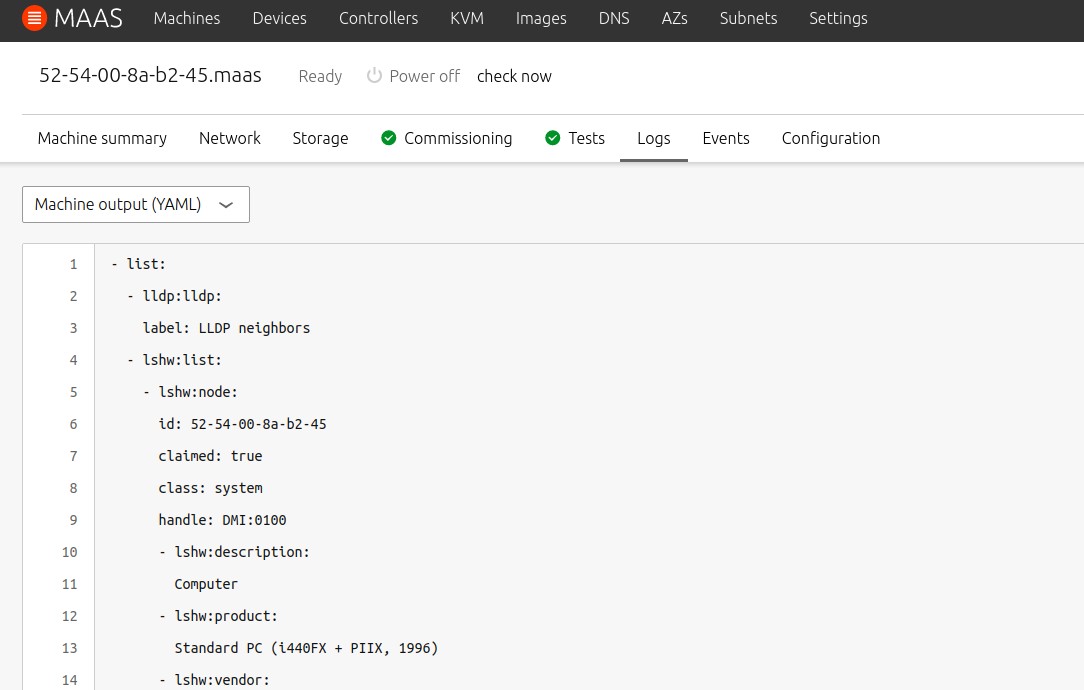 MAAS Machines Devices Controllers KVM Images DNS AZs Subnets Settings
52-54-00-8a-b2-45.maas Ready Power off check now
Machine summary Network Storage Commissioning Tests Logs Events Configuration
Machine output (YAML)
1 - list:
2 - lldp:lldp:
3 label: LLDP neighbors
4 - lshw:list:
5 - lshw:node:
6 id: 52-54-00-8a-b2-45
7 claimed: true
8 class: system
9 handle: DMI:0100
10 - lshw:description:
11 Computer
12 - lshw:product:
13 Standard PC (i440FX + PIIX, 1996)
14 - lshw:vendor: